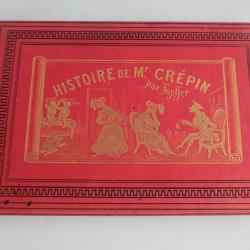 HISTOIRE DE Mr CRÉPIN
par Topffer